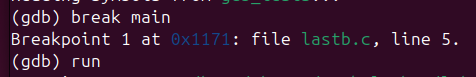 (gdb) break main
Breakpoint 1 at 0x1171: file lastb.c, line 5.
(gdb) run